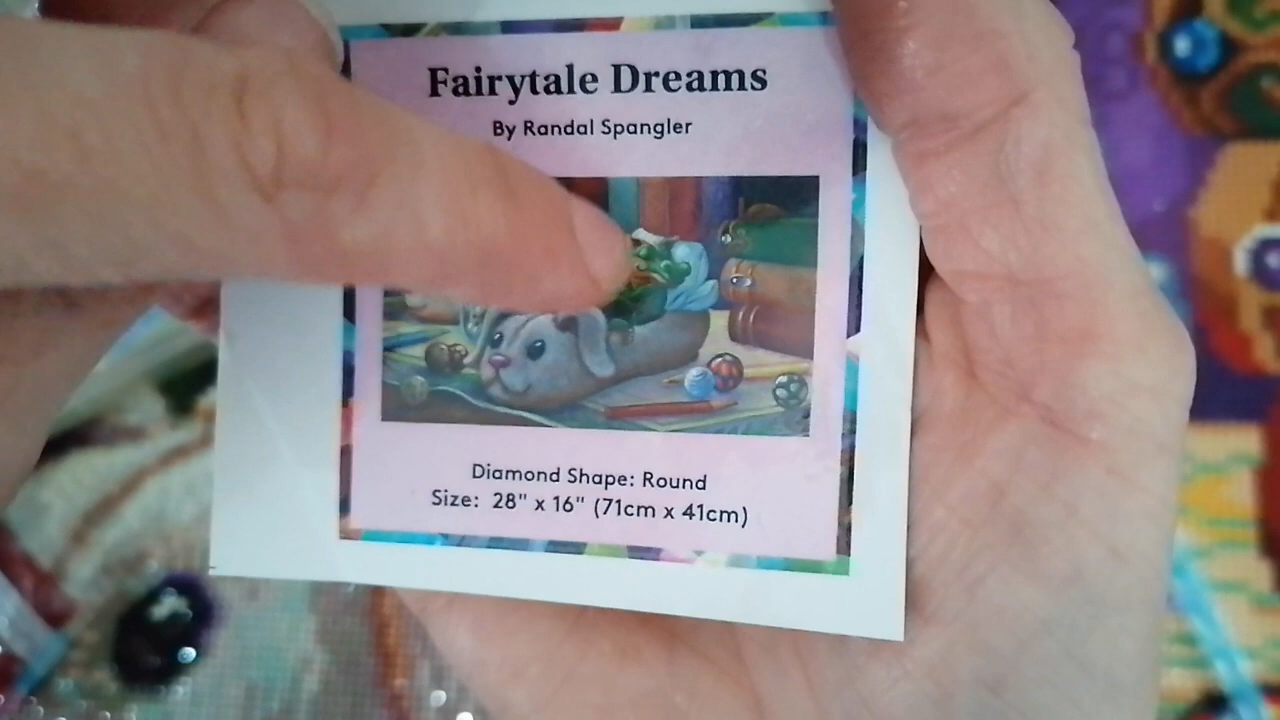 Fairytale Dreams
By Randal Spangler
Diamond Shape: Round
Size: 28" x 16" (71cm x 41cm)